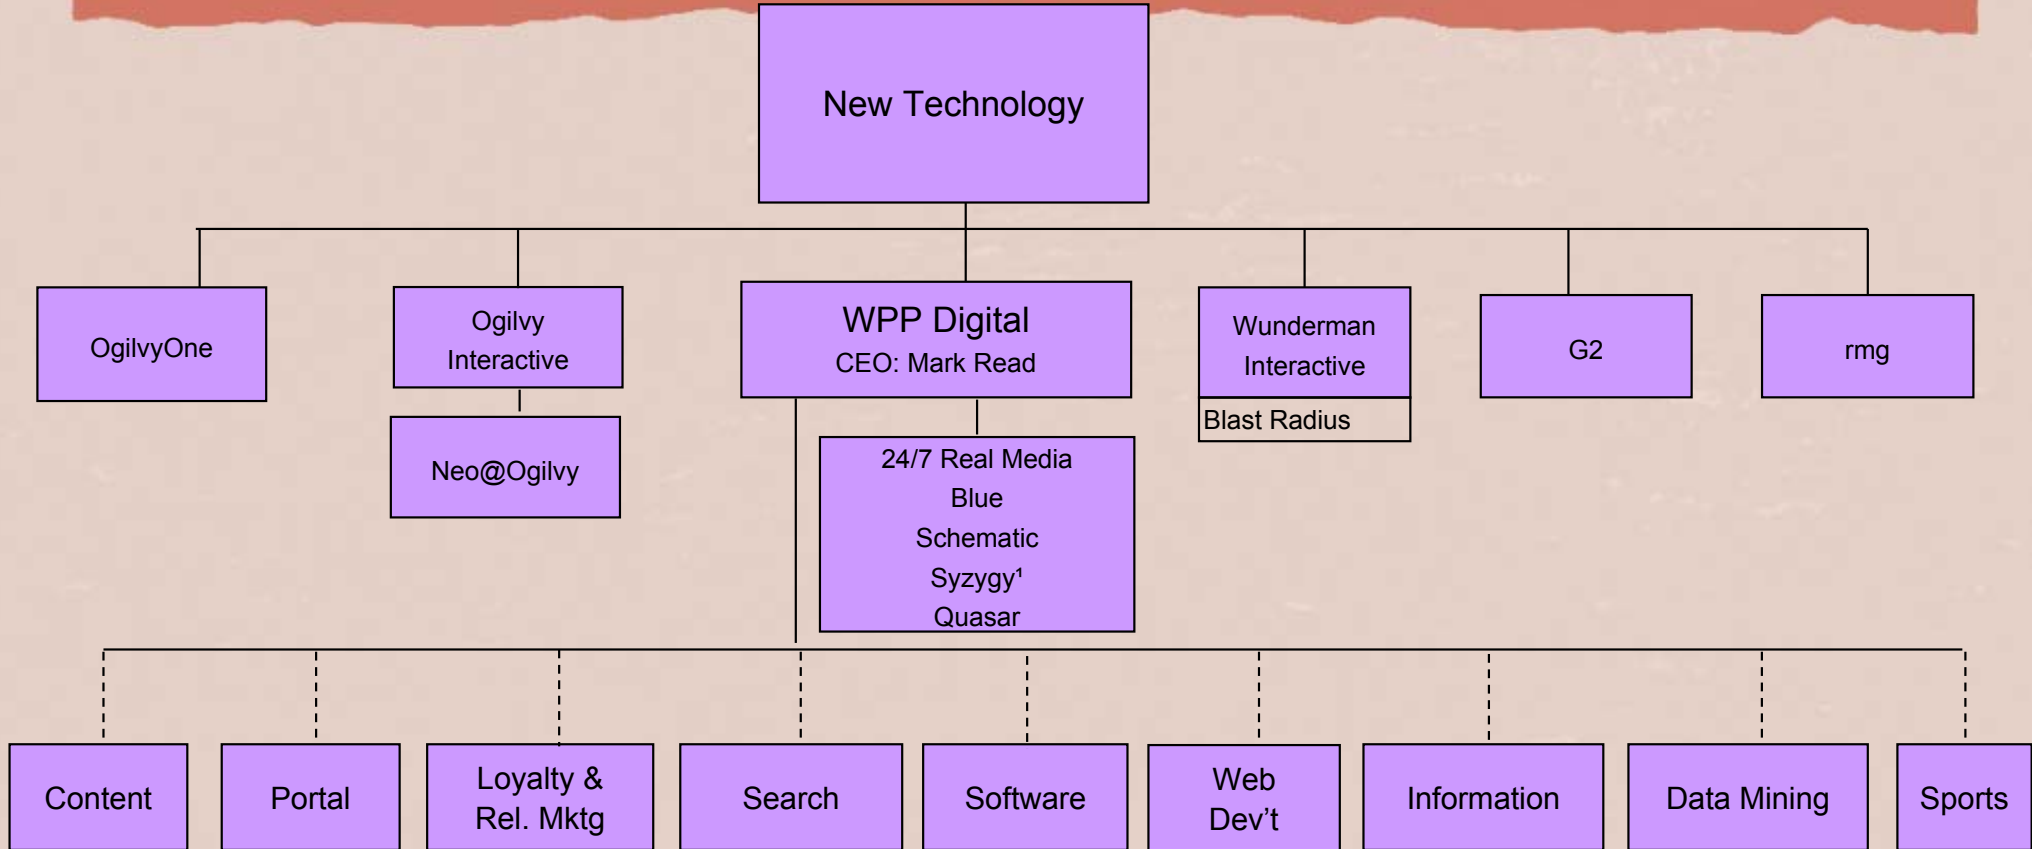 New Technology
OgilvyOne
Ogilvy
Interactive
Neo@Ogilvy
WPP Digital
CEO: Mark Read
24/7 Real Media
Blue
Schematic
Syzygy¹
Quasar
Wunderman
Interactive
Blast Radius
G2
rmg
Content
Portal
Loyalty &
Rel. Mktg
Search
Software
Web
Dev’t
Information
Data Mining
Sports